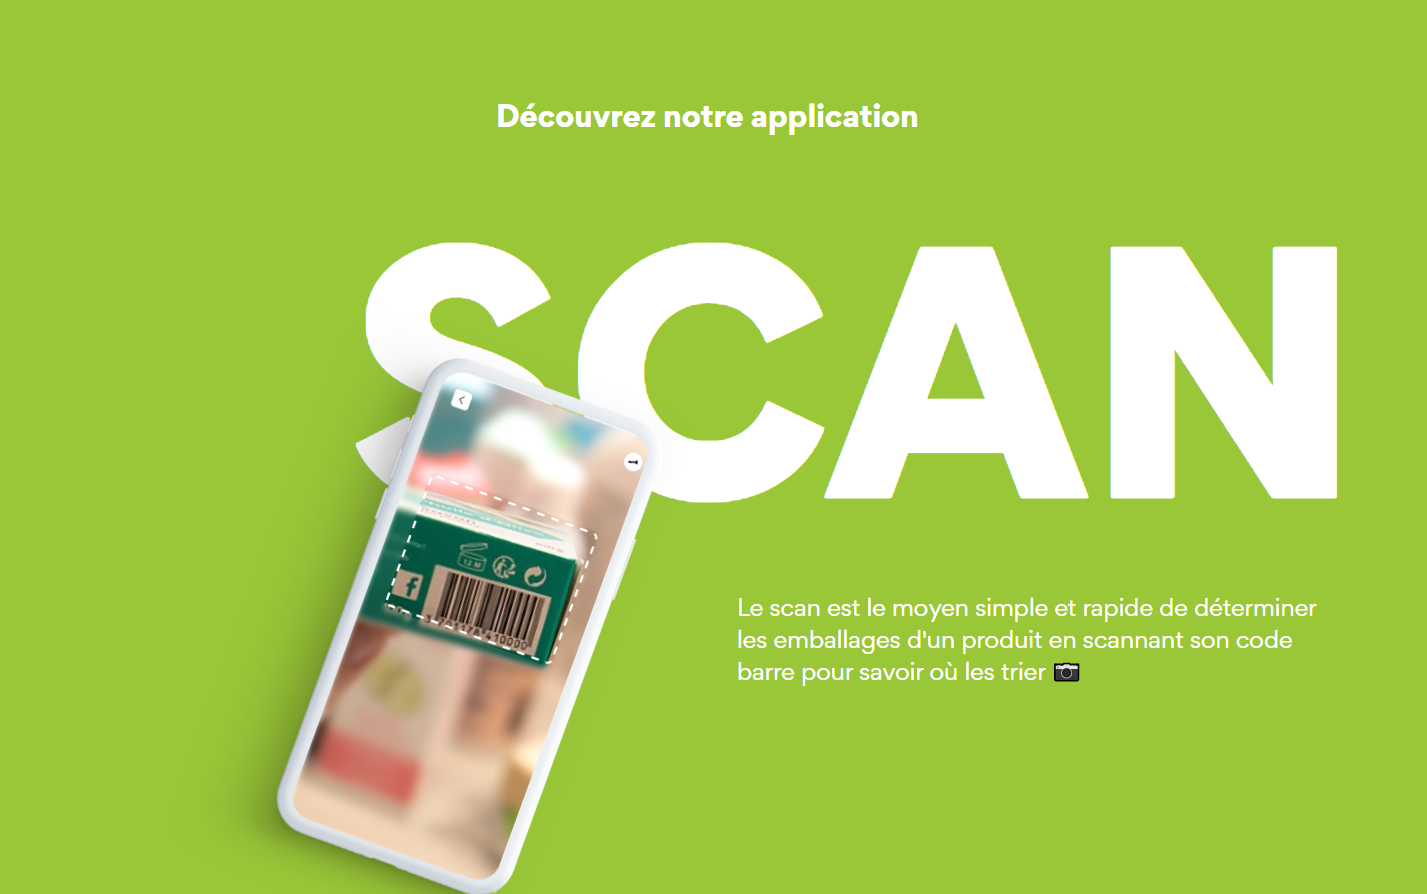 Découvrez notre application
SCAN
12 M
Le scan est le moyen simple et rapide de déterminer
les emballages d'un produit en scannant son code
barre pour savoir où les trier